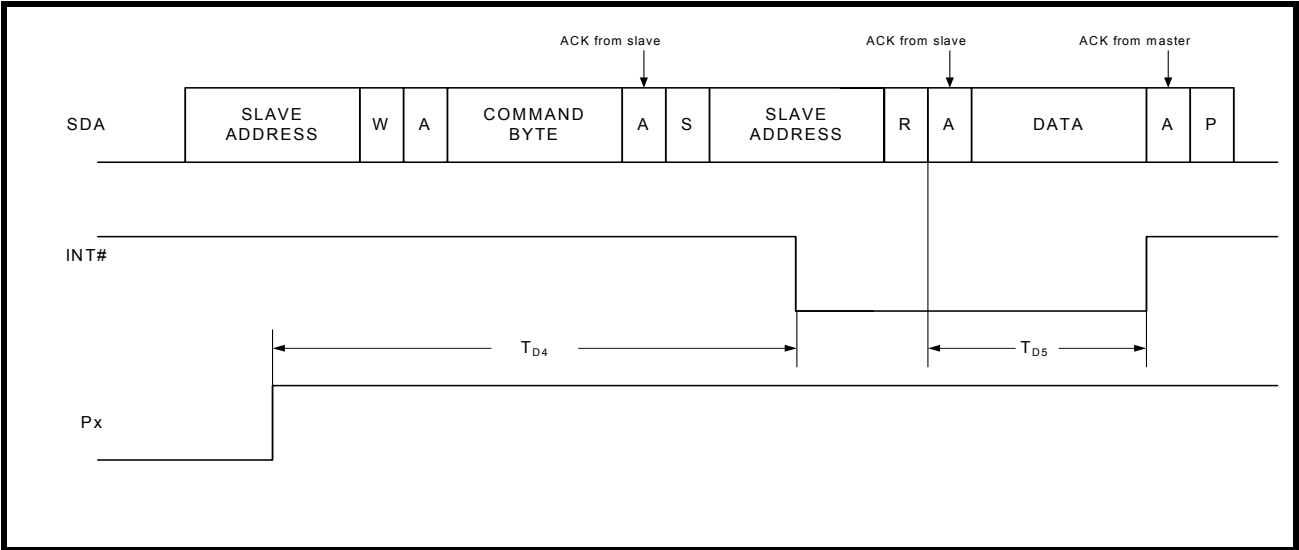 ACK from slave ACK from slave ACK from master
SDA SLAVE ADDRESS W A COMMAND BYTE A S SLAVE ADDRESS R A DATA A P
INT#
TD4 TD5
Px